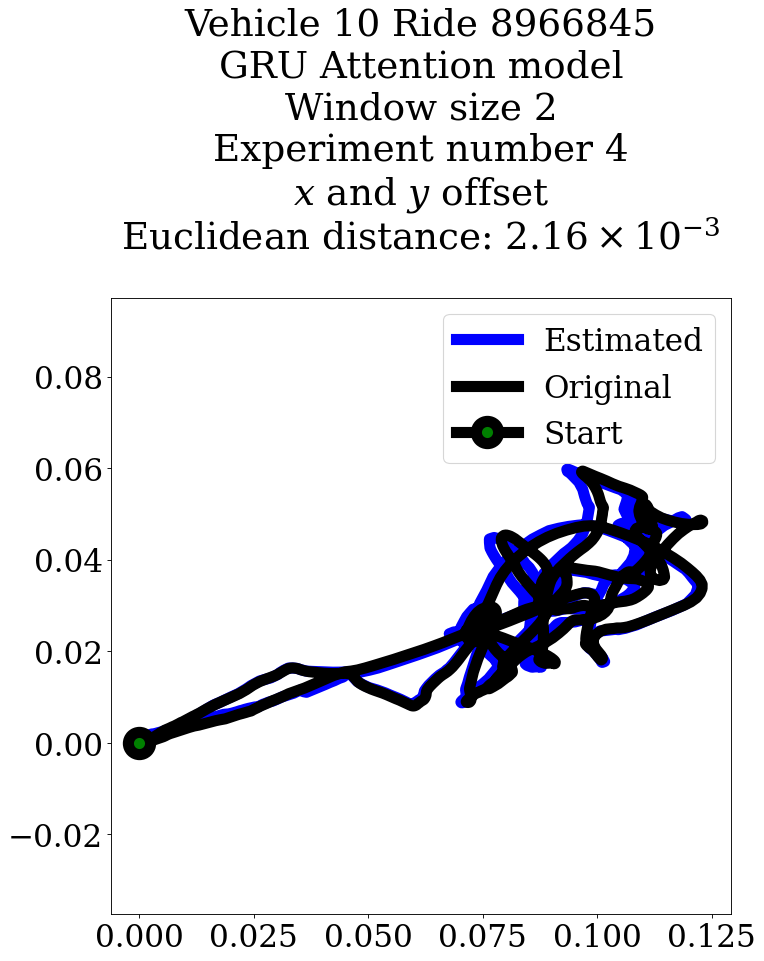 Vehicle 10 Ride 8966845
GRU Attention model
Window size 2
Experiment number 4
x and y offset
Euclidean distance: 2.16 × 10⁻³
Estimated
Original
Start
0.08
0.06
0.04
0.02
0.00
−0.02
0.000 0.025 0.050 0.075 0.100 0.125